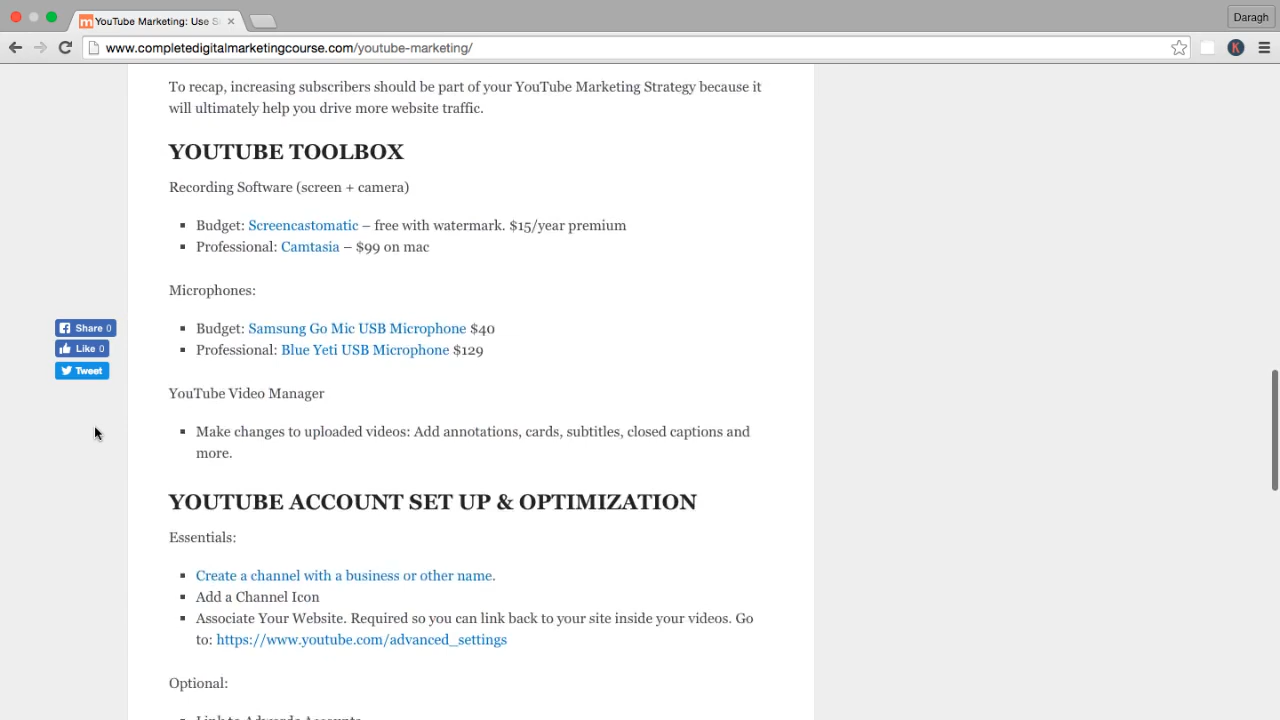 YouTube Marketing: Use S
Daragh
www.completedigitalmarketingcourse.com/youtube-marketing/
K
To recap, increasing subscribers should be part of your YouTube Marketing Strategy because it
will ultimately help you drive more website traffic.
YOUTUBE TOOLBOX
Recording Software (screen + camera)
Budget: Screencastomatic – free with watermark. $15/year premium
Professional: Camtasia – $99 on mac
Microphones:
Share 0
Budget: Samsung Go Mic USB Microphone $40
Like 0
Professional: Blue Yeti USB Microphone $129
Tweet
YouTube Video Manager
Make changes to uploaded videos: Add annotations, cards, subtitles, closed captions and
more.
YOUTUBE ACCOUNT SET UP & OPTIMIZATION
Essentials:
Create a channel with a business or other name.
Add a Channel Icon
Associate Your Website. Required so you can link back to your site inside your videos. Go
to: https://www.youtube.com/advanced_settings
Optional:
Link to Adwords Accounts